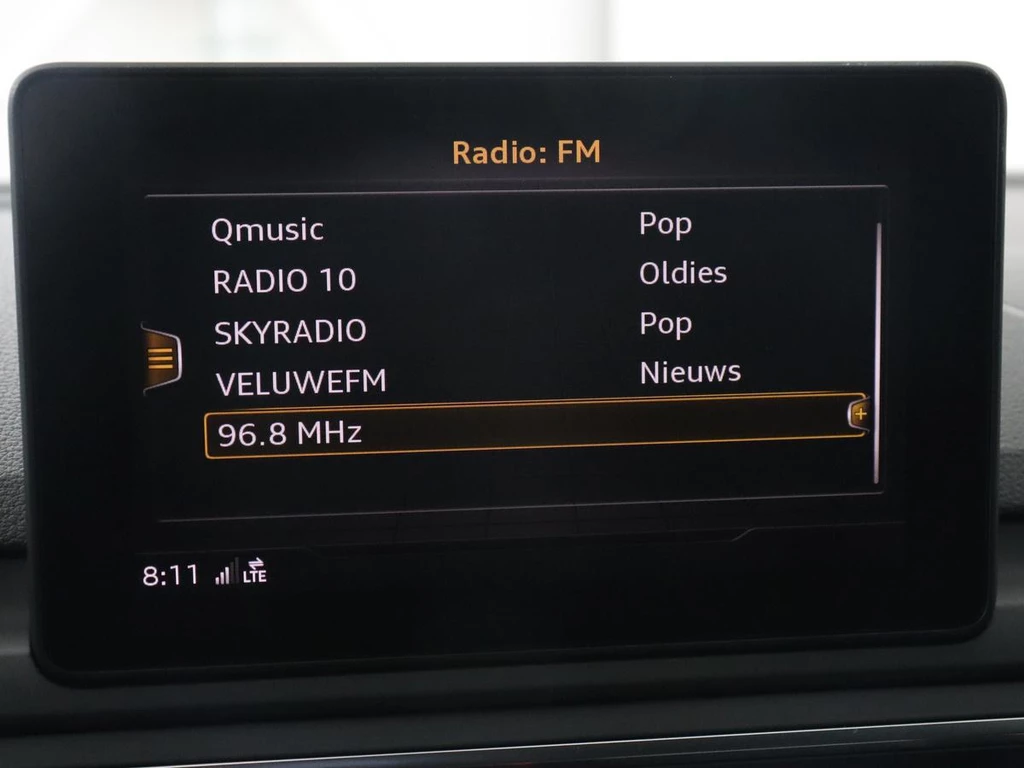 Radio: FM
Qmusic Pop
RADIO 10 Oldies
SKYRADIO Pop
VELUWEFM Nieuws
96.8 MHz +
8:11 LTE